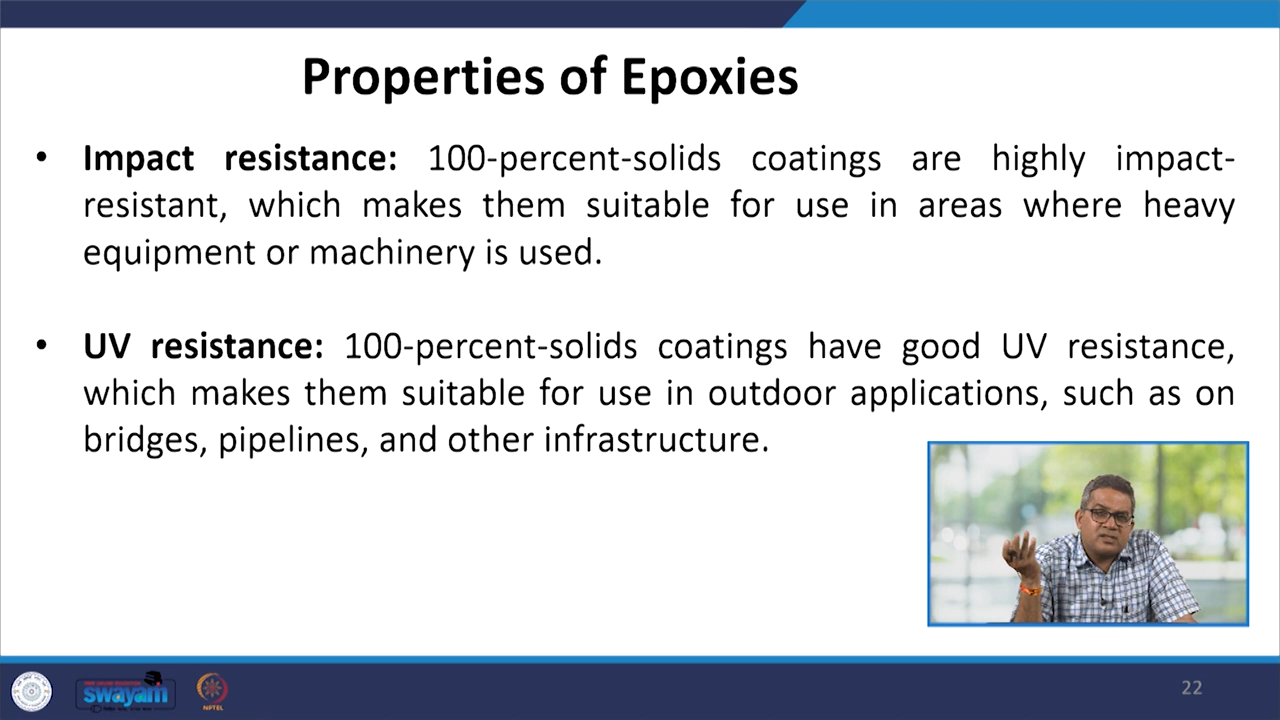 Properties of Epoxies
• Impact resistance: 100-percent-solids coatings are highly impact-
resistant, which makes them suitable for use in areas where heavy
equipment or machinery is used.
• UV resistance: 100-percent-solids coatings have good UV resistance,
which makes them suitable for use in outdoor applications, such as on
bridges, pipelines, and other infrastructure.
swayam
NPTEL
22